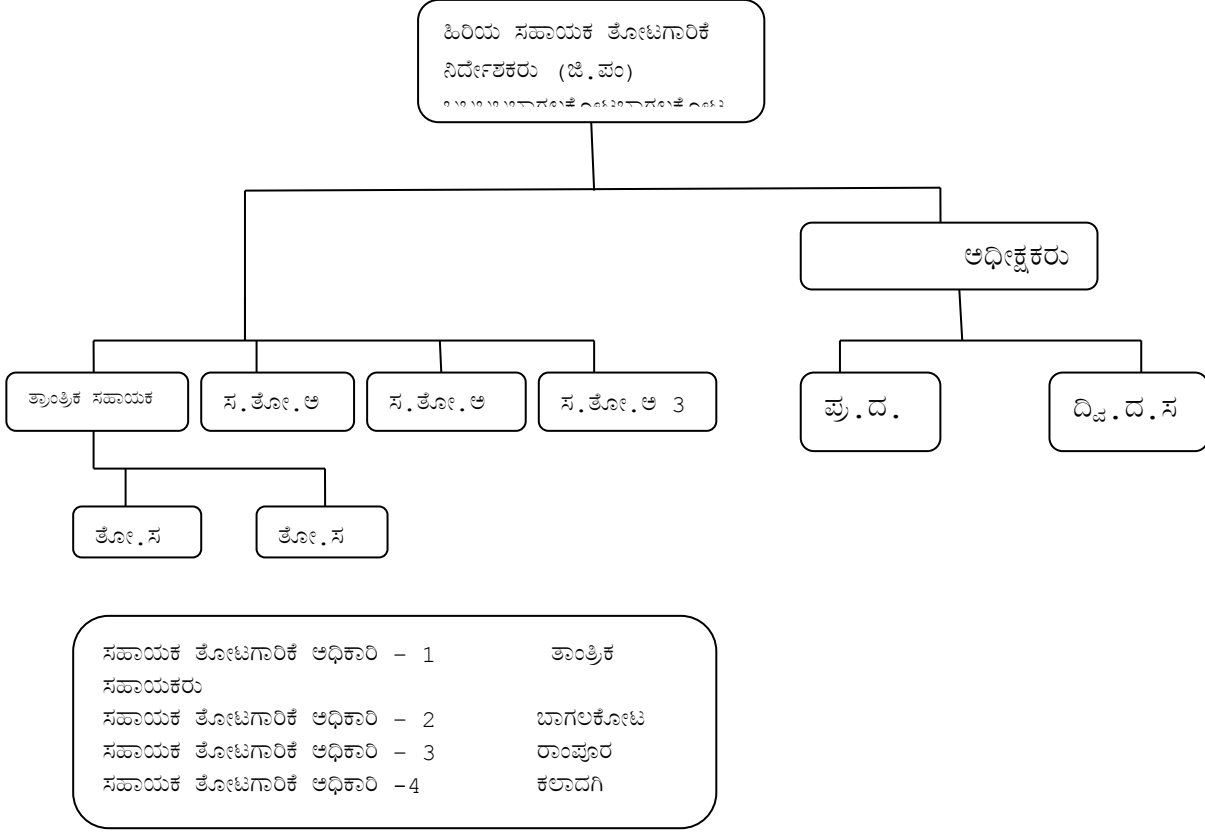 ಹಿರಿಯ ಸಹಾಯಕ ತೋಟಗಾರಿಕೆ
ನಿರ್ದೇಶಕರು (ಜಿ.ಪಂ)
ಅಧೀಕ್ಷಕರು
ತ್ರಾಂತ್ರಿಕ ಸಹಾಯಕ
ಸ.ತೋ.ಅ
ಸ.ತೋ.ಅ
ಸ.ತೋ.ಅ 3
ಪ್ರ.ದ.
ದ್ವಿ.ದ.ಸ
ತೋ.ಸ
ತೋ.ಸ
ಸಹಾಯಕ ತೋಟಗಾರಿಕೆ ಅಧಿಕಾರಿ – 1 ತಾಂತ್ರಿಕ
ಸಹಾಯಕರು
ಸಹಾಯಕ ತೋಟಗಾರಿಕೆ ಅಧಿಕಾರಿ – 2 ಬಾಗಲಕೋಟ
ಸಹಾಯಕ ತೋಟಗಾರಿಕೆ ಅಧಿಕಾರಿ – 3 ರಾಂಪೂರ
ಸಹಾಯಕ ತೋಟಗಾರಿಕೆ ಅಧಿಕಾರಿ –4 ಕಲಾದಗಿ